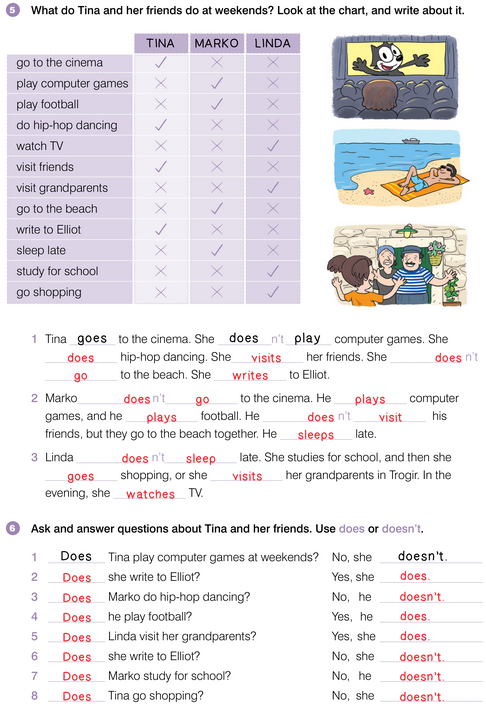 5 What do Tina and her friends do at weekends? Look at the chart, and write about it.
TINA MARKO LINDA
go to the cinema ✓ ✗ ✗
play computer games ✗ ✓ ✗
play football ✗ ✓ ✗
do hip-hop dancing ✓ ✗ ✗
watch TV ✗ ✗ ✓
visit friends ✓ ✗ ✗
visit grandparents ✗ ✗ ✓
go to the beach ✗ ✓ ✗
write to Elliot ✓ ✗ ✗
sleep late ✗ ✓ ✗
study for school ✗ ✗ ✓
go shopping ✗ ✗ ✓
1 Tina goes to the cinema. She does n't play computer games. She
does hip-hop dancing. She visits her friends. She does n't
go to the beach. She writes to Elliot.
2 Marko does n't go to the cinema. He plays computer
games, and he plays football. He does n't visit his
friends, but they go to the beach together. He sleeps late.
3 Linda does n't sleep late. She studies for school, and then she
goes shopping, or she visits her grandparents in Trogir. In the
evening, she watches TV.
6 Ask and answer questions about Tina and her friends. Use does or doesn't.
1 Does Tina play computer games at weekends? No, she doesn't.
2 Does she write to Elliot? Yes, she does.
3 Does Marko do hip-hop dancing? No, he doesn't.
4 Does he play football? Yes, he does.
5 Does Linda visit her grandparents? Yes, she does.
6 Does she write to Elliot? No, she doesn't.
7 Does Marko study for school? No, he doesn't.
8 Does Tina go shopping? No, she doesn't.